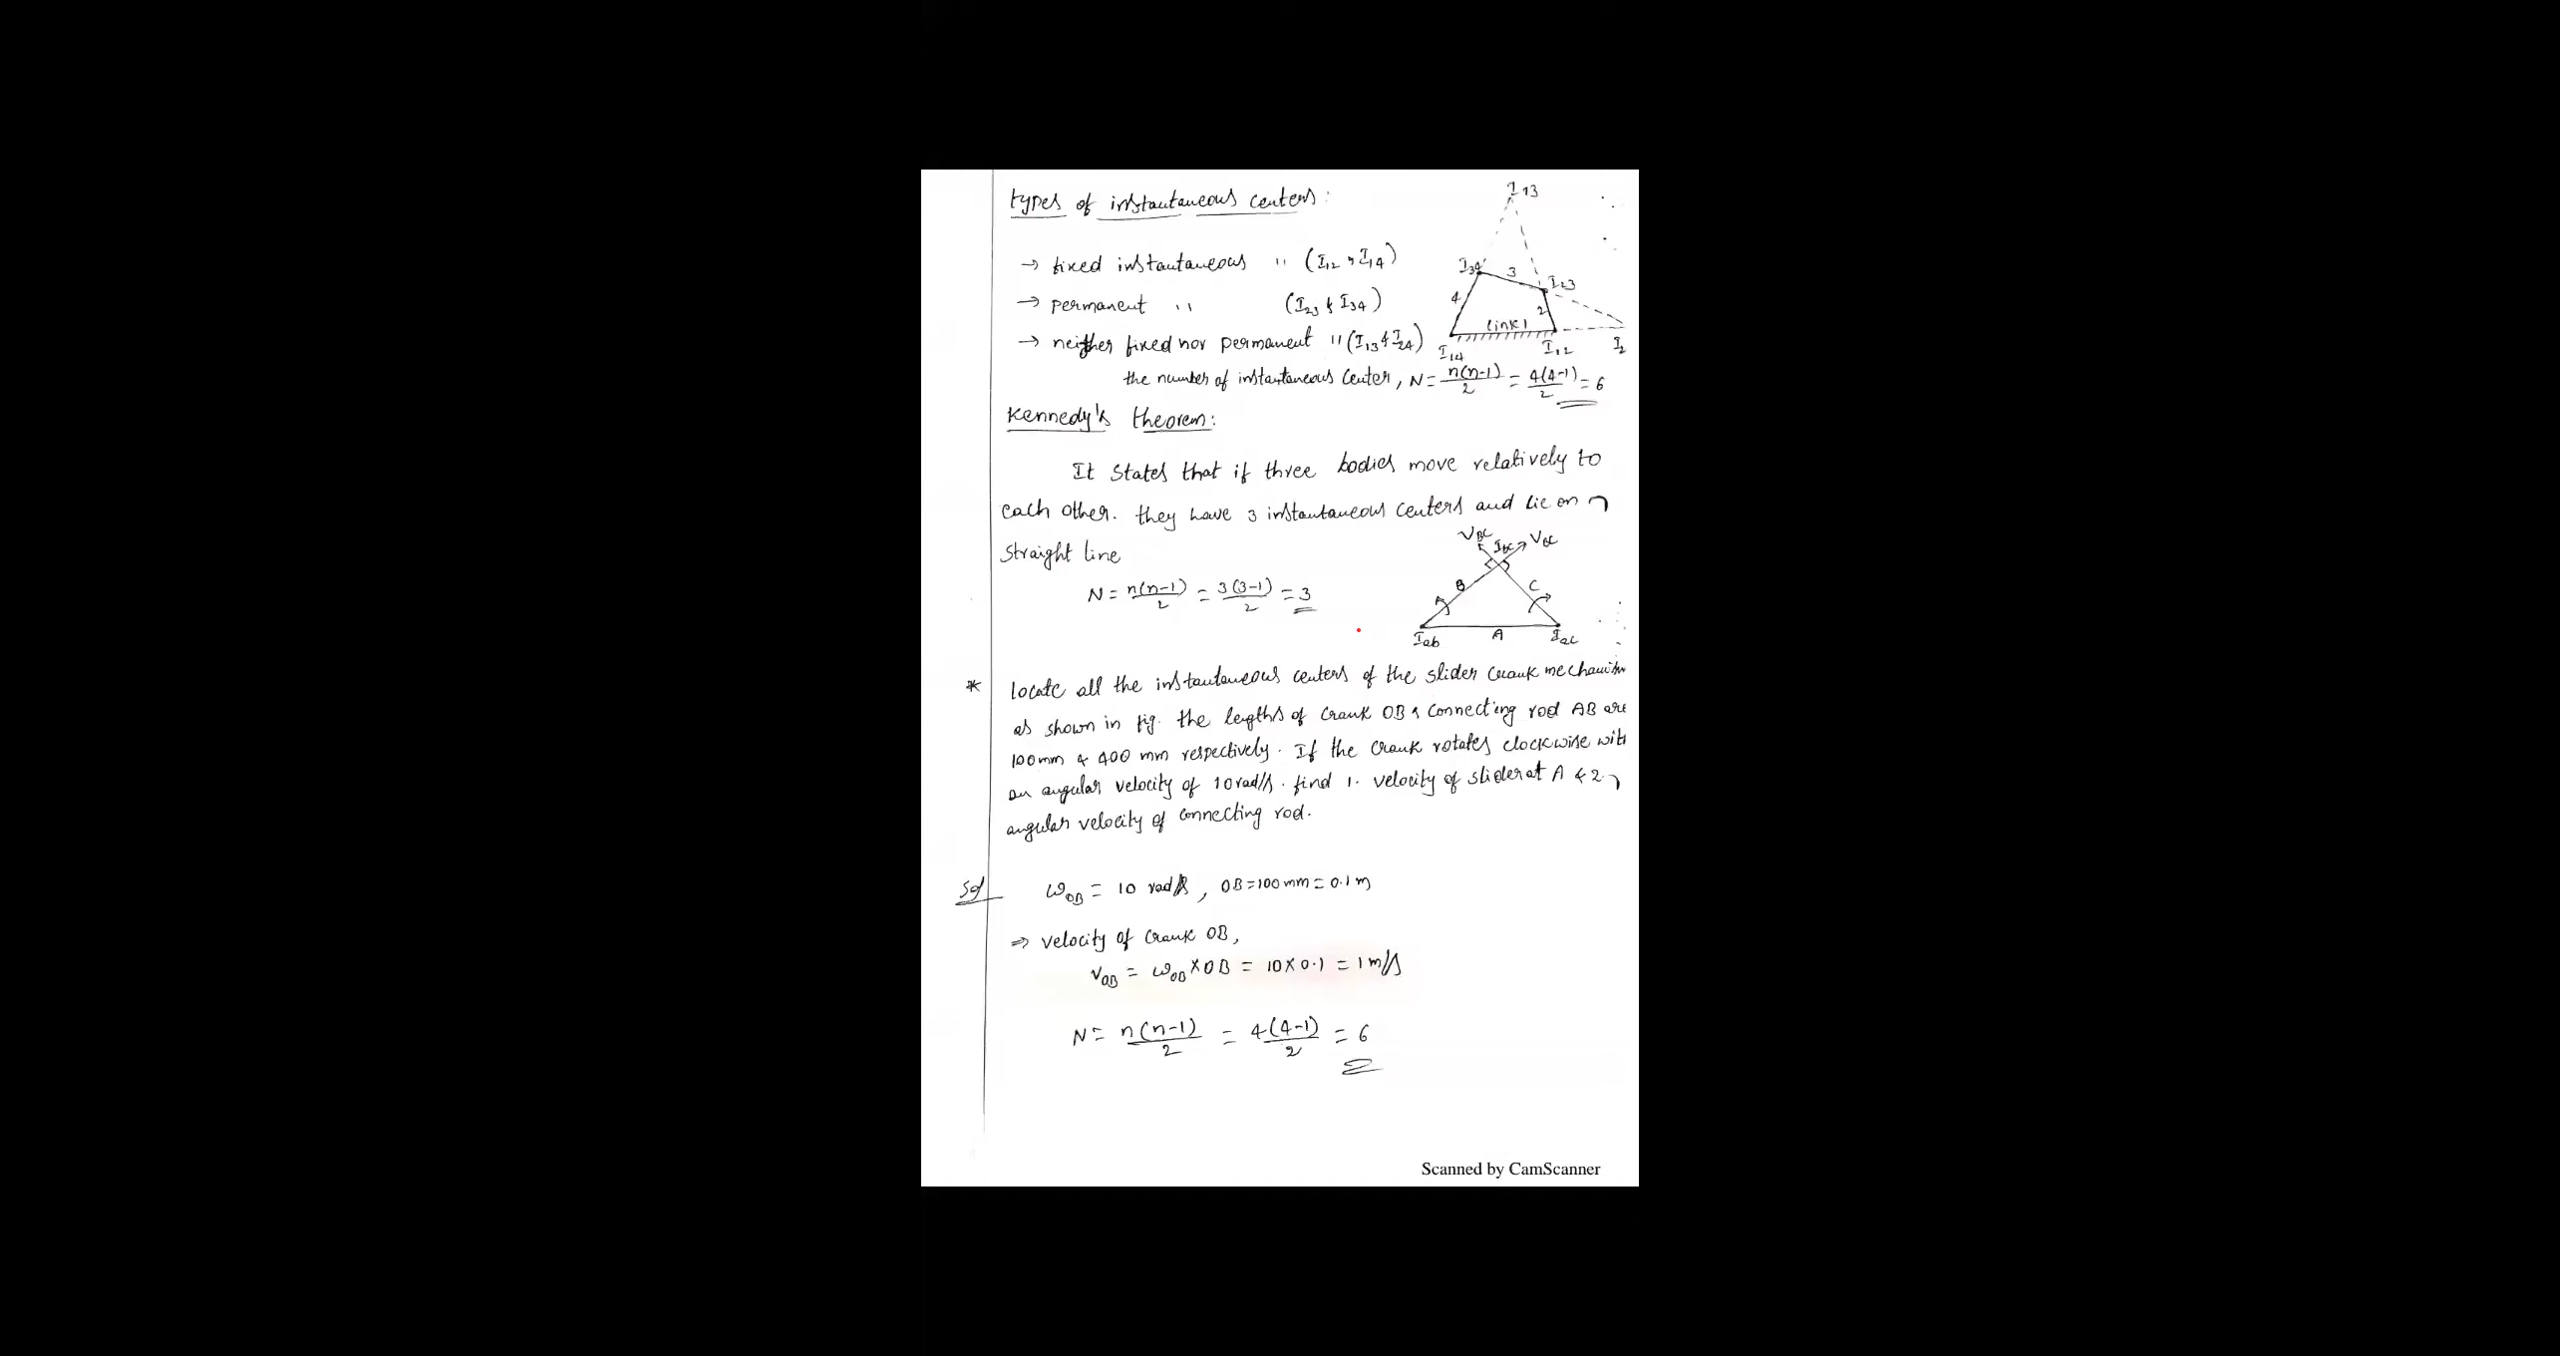 types of instantaneous centers:
→ fixed instantaneous " (I12, I14)
→ permanent " (I23 & I34)
→ neither fixed nor permanent " (I13 & I24)
I13
I34
3
I23
4
2
link 1
I14
I12
I2
the number of instantaneous center, N = n(n-1)/2 = 4(4-1)/2 = 6
Kennedy's theorem:
It states that if three bodies move relatively to
each other. they have 3 instantaneous centers and lie on
straight line
N = n(n-1)/2 = 3(3-1)/2 = 3
VBC
IBC
VBC
B
C
Iab
A
Iac
* locate all the instantaneous centers of the slider crank mechanism
as shown in fig. the lengths of crank OB & connecting rod AB are
100mm & 400 mm respectively. If the crank rotates clockwise with
an angular velocity of 10 rad/s. find 1. velocity of slider at A & 2.
angular velocity of connecting rod.
Sol
ωOB = 10 rad/s, OB = 100 mm = 0.1 m
⇒ velocity of crank OB,
VOB = ωOB × OB = 10 × 0.1 = 1 m/s
N = n(n-1)/2 = 4(4-1)/2 = 6
Scanned by CamScanner